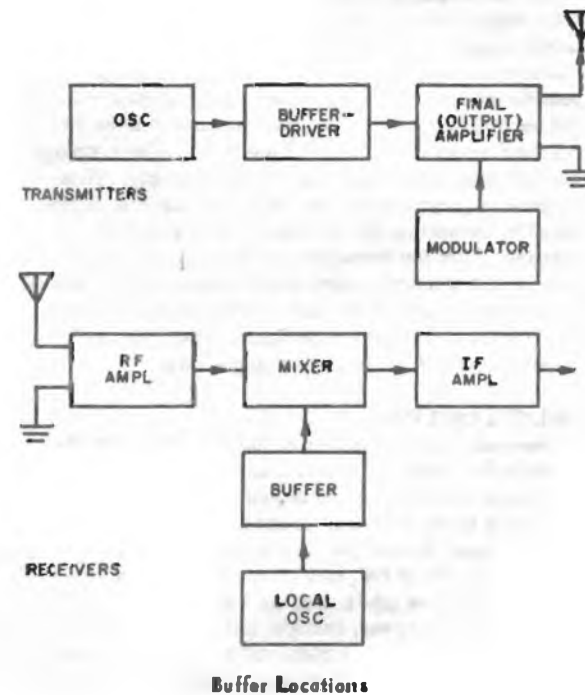 OSC
BUFFER-
DRIVER
FINAL
(OUTPUT)
AMPLIFIER
TRANSMITTERS
MODULATOR
RF
AMPL
MIXER
IF
AMPL
BUFFER
RECEIVERS
LOCAL
OSC
Buffer Locations